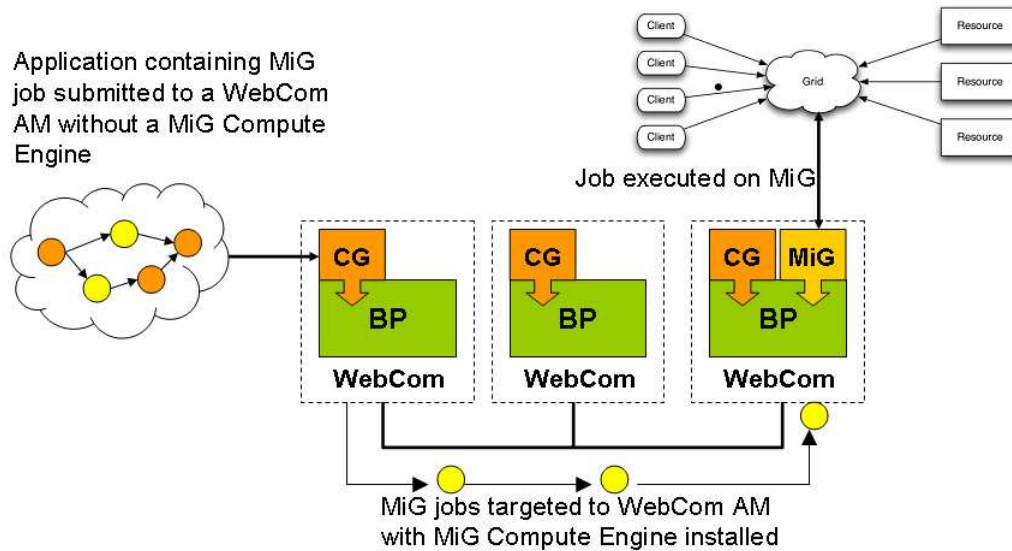 Application containing MiG
job submitted to a WebCom
AM without a MiG Compute
Engine
Client
Client
Client
Client
Grid
Resource
Resource
Resource
Job executed on MiG
CG
BP
WebCom
CG
BP
WebCom
CG
MiG
BP
WebCom
MiG jobs targeted to WebCom AM
with MiG Compute Engine installed